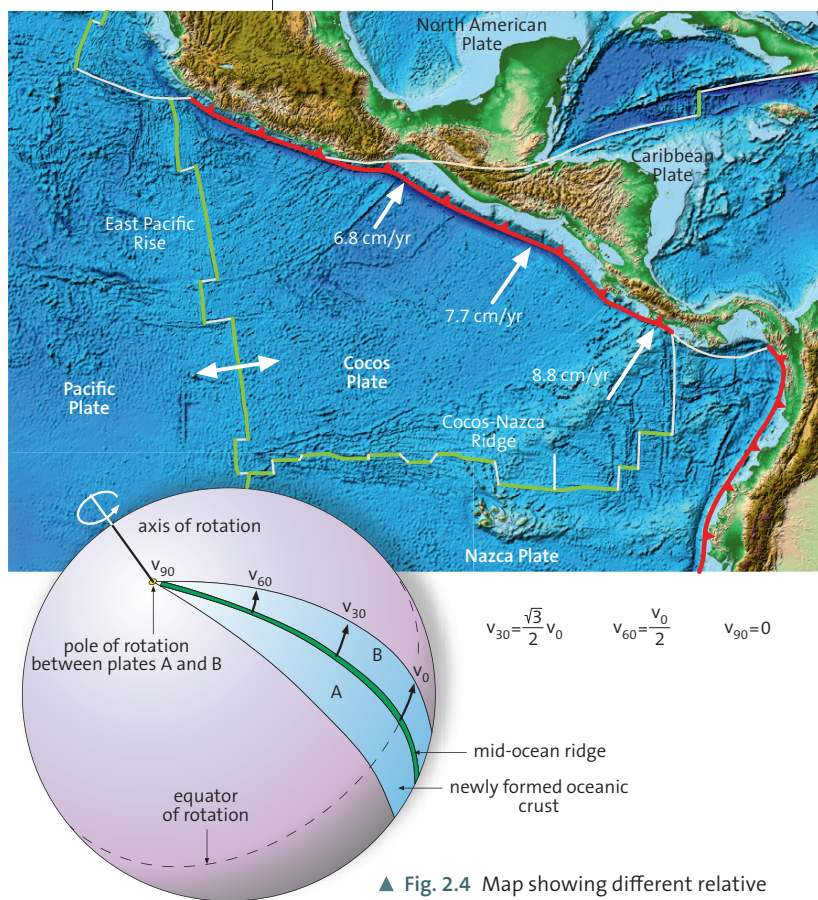 North American
Plate
Caribbean
Plate
East Pacific
Rise
6.8 cm/yr
7.7 cm/yr
8.8 cm/yr
Pacific
Plate
Cocos
Plate
Cocos-Nazca
Ridge
Nazca Plate
axis of rotation
v90
v60
v30
v0
pole of rotation
between plates A and B
B
A
v30=√3/2 v0 v60=v0/2 v90=0
mid-ocean ridge
newly formed oceanic
crust
equator
of rotation
▲ Fig. 2.4 Map showing different relative